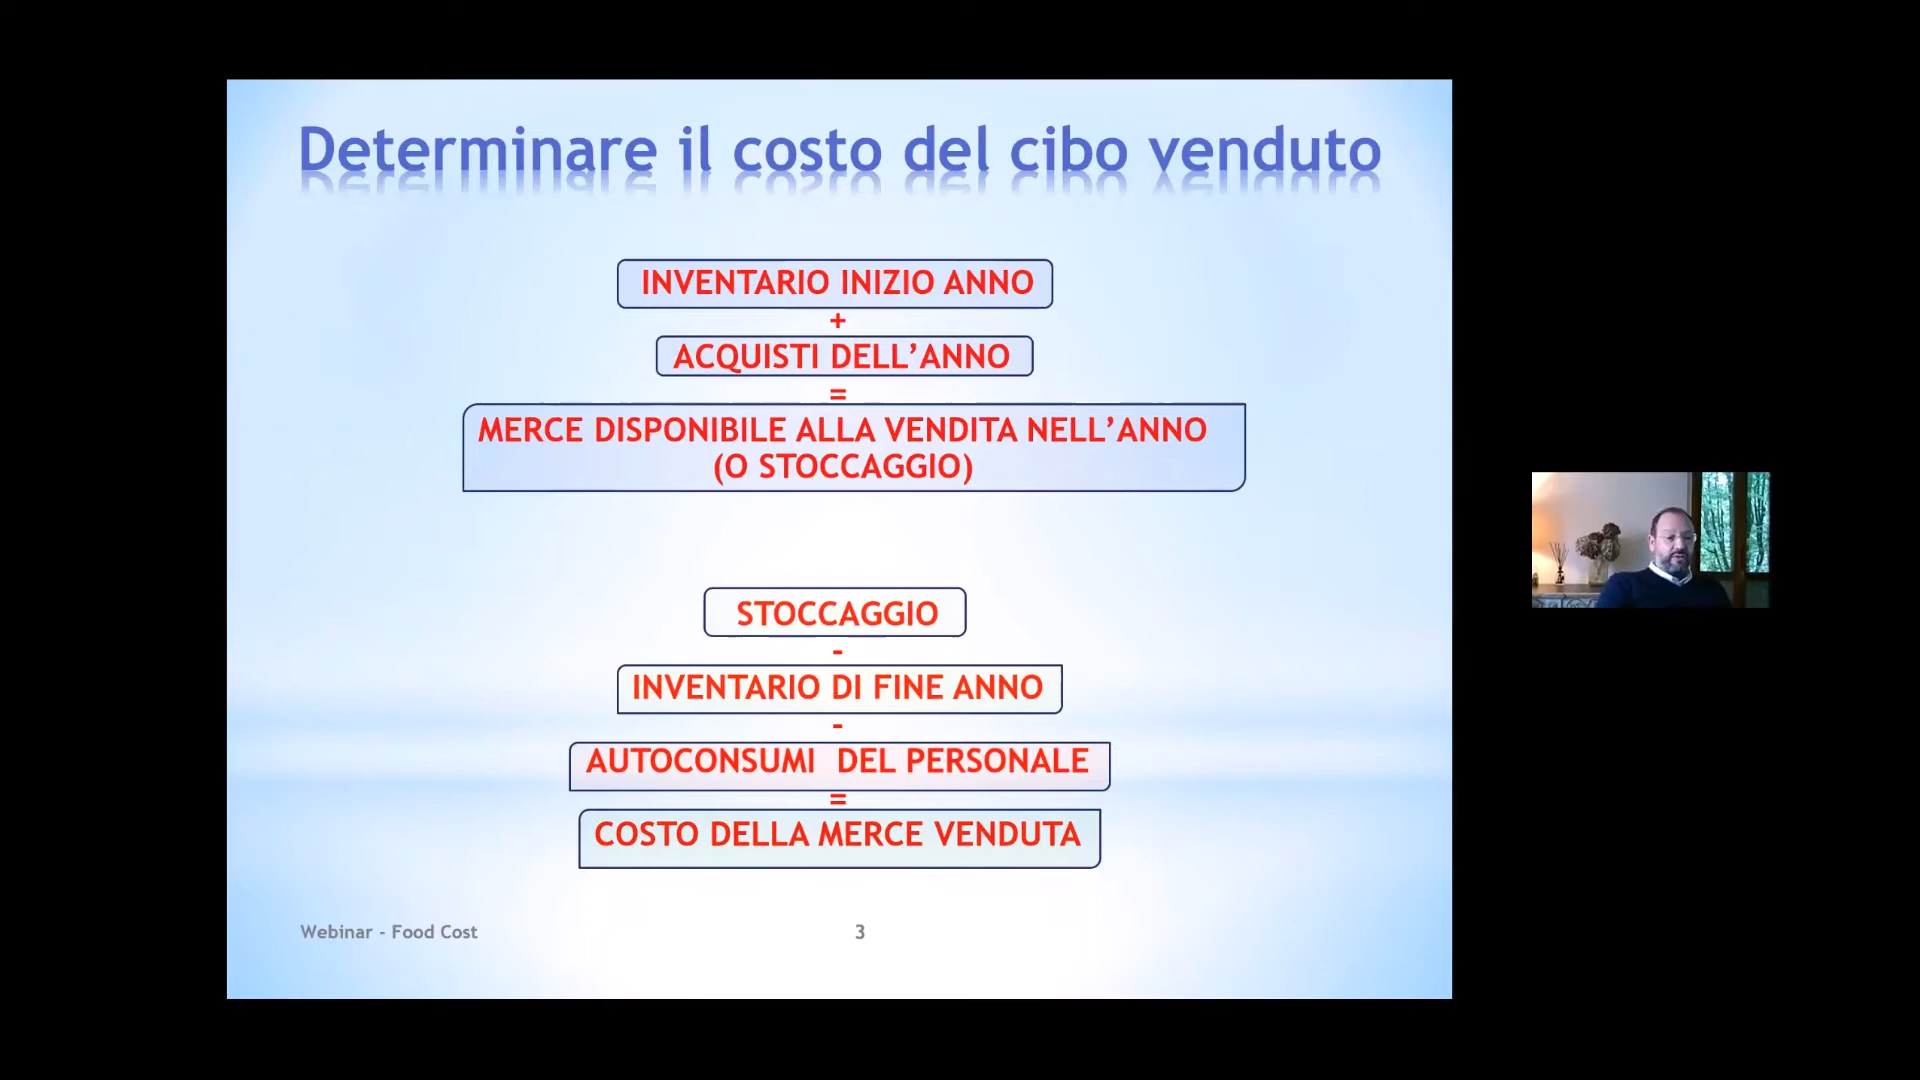 Determinare il costo del cibo venduto
INVENTARIO INIZIO ANNO
+
ACQUISTI DELL’ANNO
=
MERCE DISPONIBILE ALLA VENDITA NELL’ANNO
(O STOCCAGGIO)
STOCCAGGIO
-
INVENTARIO DI FINE ANNO
-
AUTOCONSUMI DEL PERSONALE
=
COSTO DELLA MERCE VENDUTA
Webinar - Food Cost
3